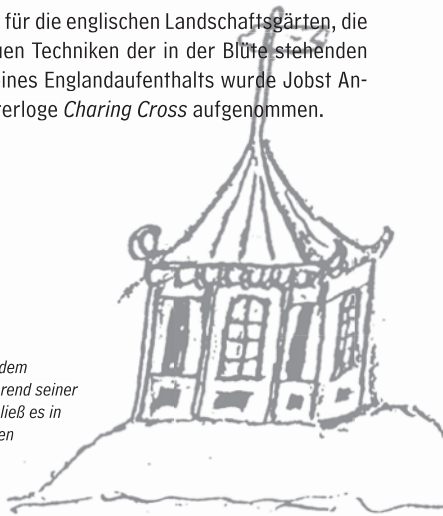 für die englischen Landschaftsgärten, die
uen Techniken der in der Blüte stehenden
eines Englandaufenthalts wurde Jobst An-
rerloge Charing Cross aufgenommen.
dem
rend seiner
ließ es in
en